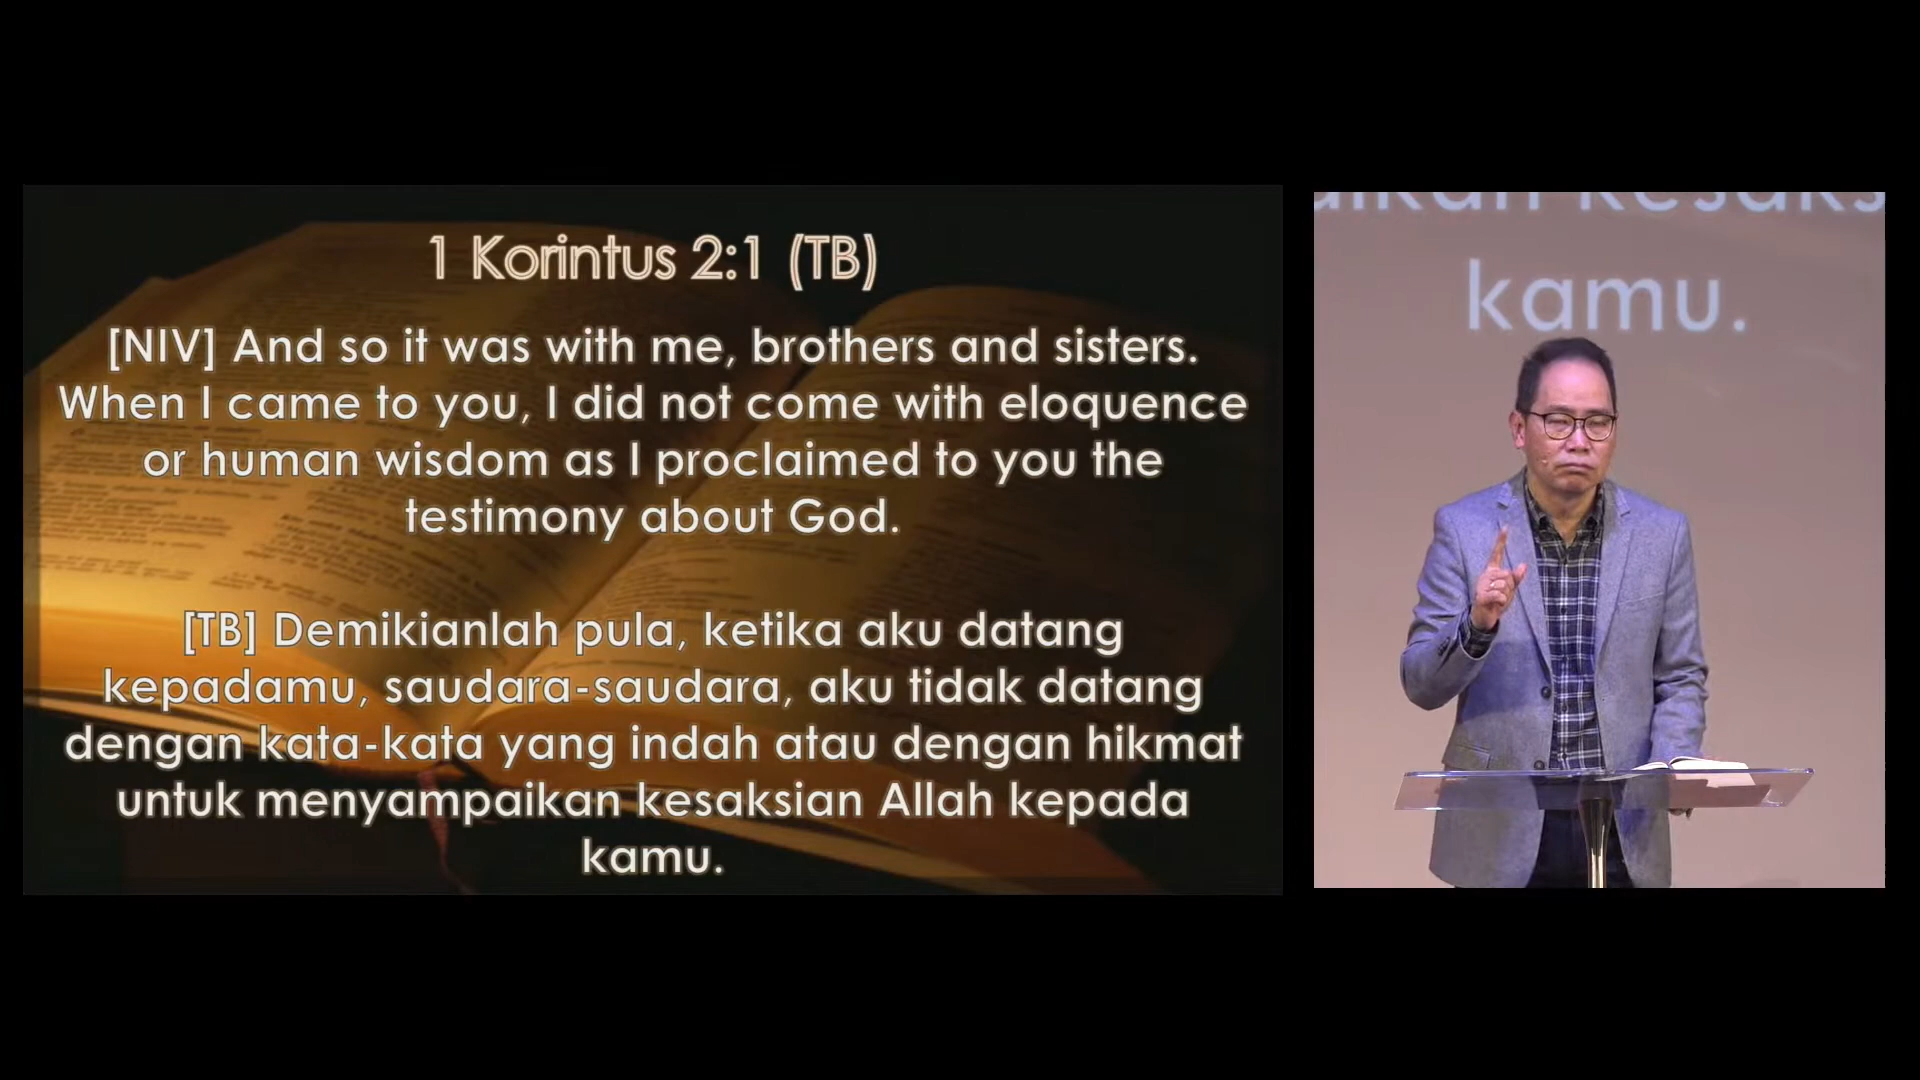 1 Korintus 2:1 (TB)
[NIV] And so it was with me, brothers and sisters.
When I came to you, I did not come with eloquence
or human wisdom as I proclaimed to you the
testimony about God.
[TB] Demikianlah pula, ketika aku datang
kepadamu, saudara-saudara, aku tidak datang
dengan kata-kata yang indah atau dengan hikmat
untuk menyampaikan kesaksian Allah kepada
kamu.
kamu.